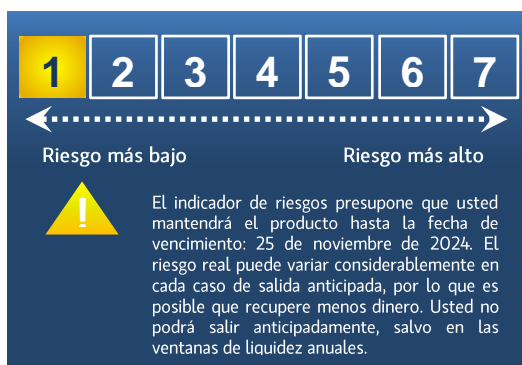 1 2 3 4 5 6 7
Riesgo más bajo Riesgo más alto
!
El indicador de riesgos presupone que usted
mantendrá el producto hasta la fecha de
vencimiento: 25 de noviembre de 2024. El
riesgo real puede variar considerablemente en
cada caso de salida anticipada, por lo que es
posible que recupere menos dinero. Usted no
podrá salir anticipadamente, salvo en las
ventanas de liquidez anuales.